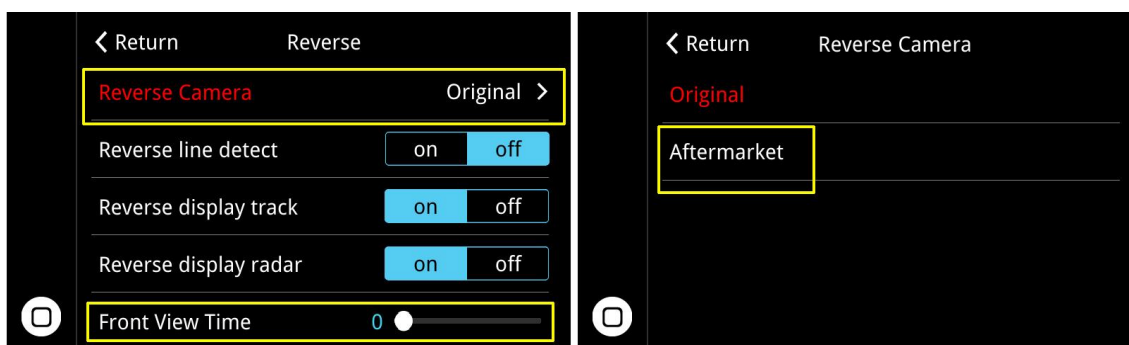 Return Reverse
Reverse Camera Original
Reverse line detect on off
Reverse display track on off
Reverse display radar on off
Front View Time 0
Return Reverse Camera
Original
Aftermarket